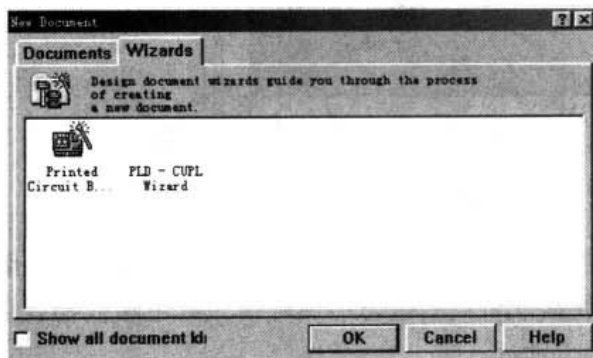 New Document
Documents Wizards
Design document wizards guide you through the process
of creating
a new document.
Printed PLD - CUPL
Circuit B... Wizard
Show all document ki
OK Cancel Help